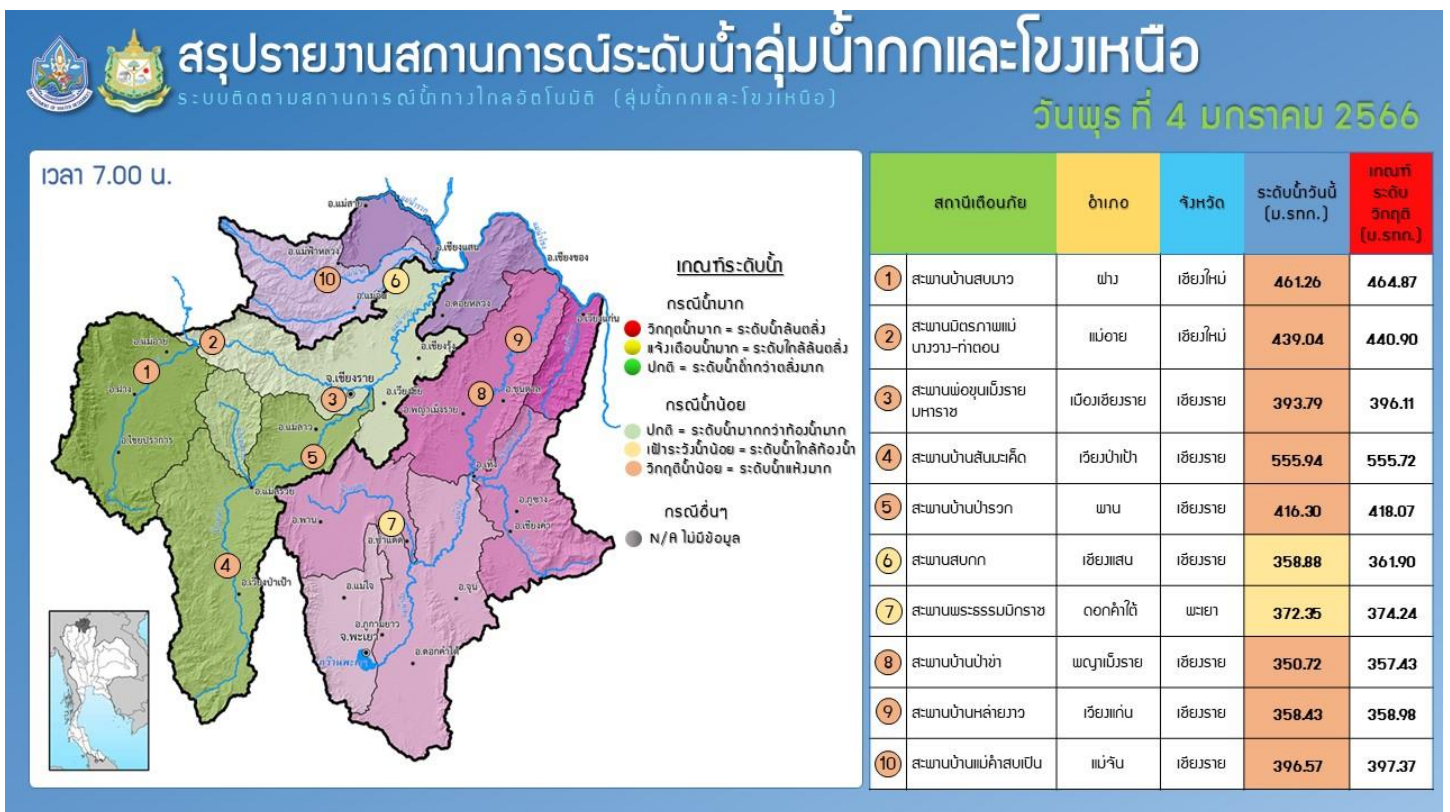 สรุปรายงานสถานการณ์ระดับน้ำลุ่มน้ำกกและโขงเหนือ
ระบบติดตามสถานการณ์น้ำทางไกลอัตโนมัติ (ลุ่มน้ำกกและโขงเหนือ)
วันพุธ ที่ 4 มกราคม 2566
เวลา 7.00 น.
อ.แม่สาย
แม่น้ำรวก
อ.แม่ฟ้าหลวง
อ.เชียงแสน
แม่น้ำโขง
อ.เชียงของ
10
6
อ.แม่จัน
อ.ดอยหลวง
อ.เวียงแก่น
2
9
อ.แม่อาย
อ.เชียงรุ้ง
1
จ.เชียงราย
อ.ฝาง
3
8
อ.ขุนตาล
อ.เวียงชัย
อ.พญาเม็งราย
อ.แม่ลาว
อ.ไชยปราการ
5
อ.เทิง
อ.แม่สรวย
อ.ภูซาง
อ.พาน
7
อ.เชียงคำ
อ.ป่าแดด
4
อ.เวียงป่าเป้า
อ.แม่ใจ
อ.จุน
อ.ภูกามยาว
จ.พะเยา
อ.ดอกคำใต้
กว๊านพะเยา
เกณฑ์ระดับน้ำ
กรณีน้ำมาก
วิกฤตน้ำมาก = ระดับน้ำล้นตลิ่ง
แจ้งเตือนน้ำมาก = ระดับใกล้ล้นตลิ่ง
ปกติ = ระดับน้ำต่ำกว่าตลิ่งมาก
กรณีน้ำน้อย
ปกติ = ระดับน้ำมากกว่าท้องน้ำมาก
เฝ้าระวังน้ำน้อย = ระดับน้ำใกล้ท้องน้ำ
วิกฤติน้ำน้อย = ระดับน้ำแห้งมาก
กรณีอื่นๆ
N/A ไม่มีข้อมูล
สถานีเตือนภัย อำเภอ จังหวัด ระดับน้ำวันนี้ (ม.รทก.) เกณฑ์ระดับวิกฤติ (ม.รทก.)
1 สะพานบ้านสบมาว ฝาง เชียงใหม่ 461.26 464.87
2 สะพานมิตรภาพแม่นางวาง-ท่าตอน แม่อาย เชียงใหม่ 439.04 440.90
3 สะพานพ่อขุนเม็งรายมหาราช เมืองเชียงราย เชียงราย 393.79 396.11
4 สะพานบ้านสันมะเค็ด เวียงป่าเป้า เชียงราย 555.94 555.72
5 สะพานบ้านป่ารวก พาน เชียงราย 416.30 418.07
6 สะพานสบกก เชียงแสน เชียงราย 358.88 361.90
7 สะพานพระธรรมมิกราช ดอกคำใต้ พะเยา 372.35 374.24
8 สะพานบ้านป่าข่า พญาเม็งราย เชียงราย 350.72 357.43
9 สะพานบ้านหล่ายงาว เวียงแก่น เชียงราย 358.43 358.98
10 สะพานบ้านแม่คำสบเปิน แม่จัน เชียงราย 396.57 397.37